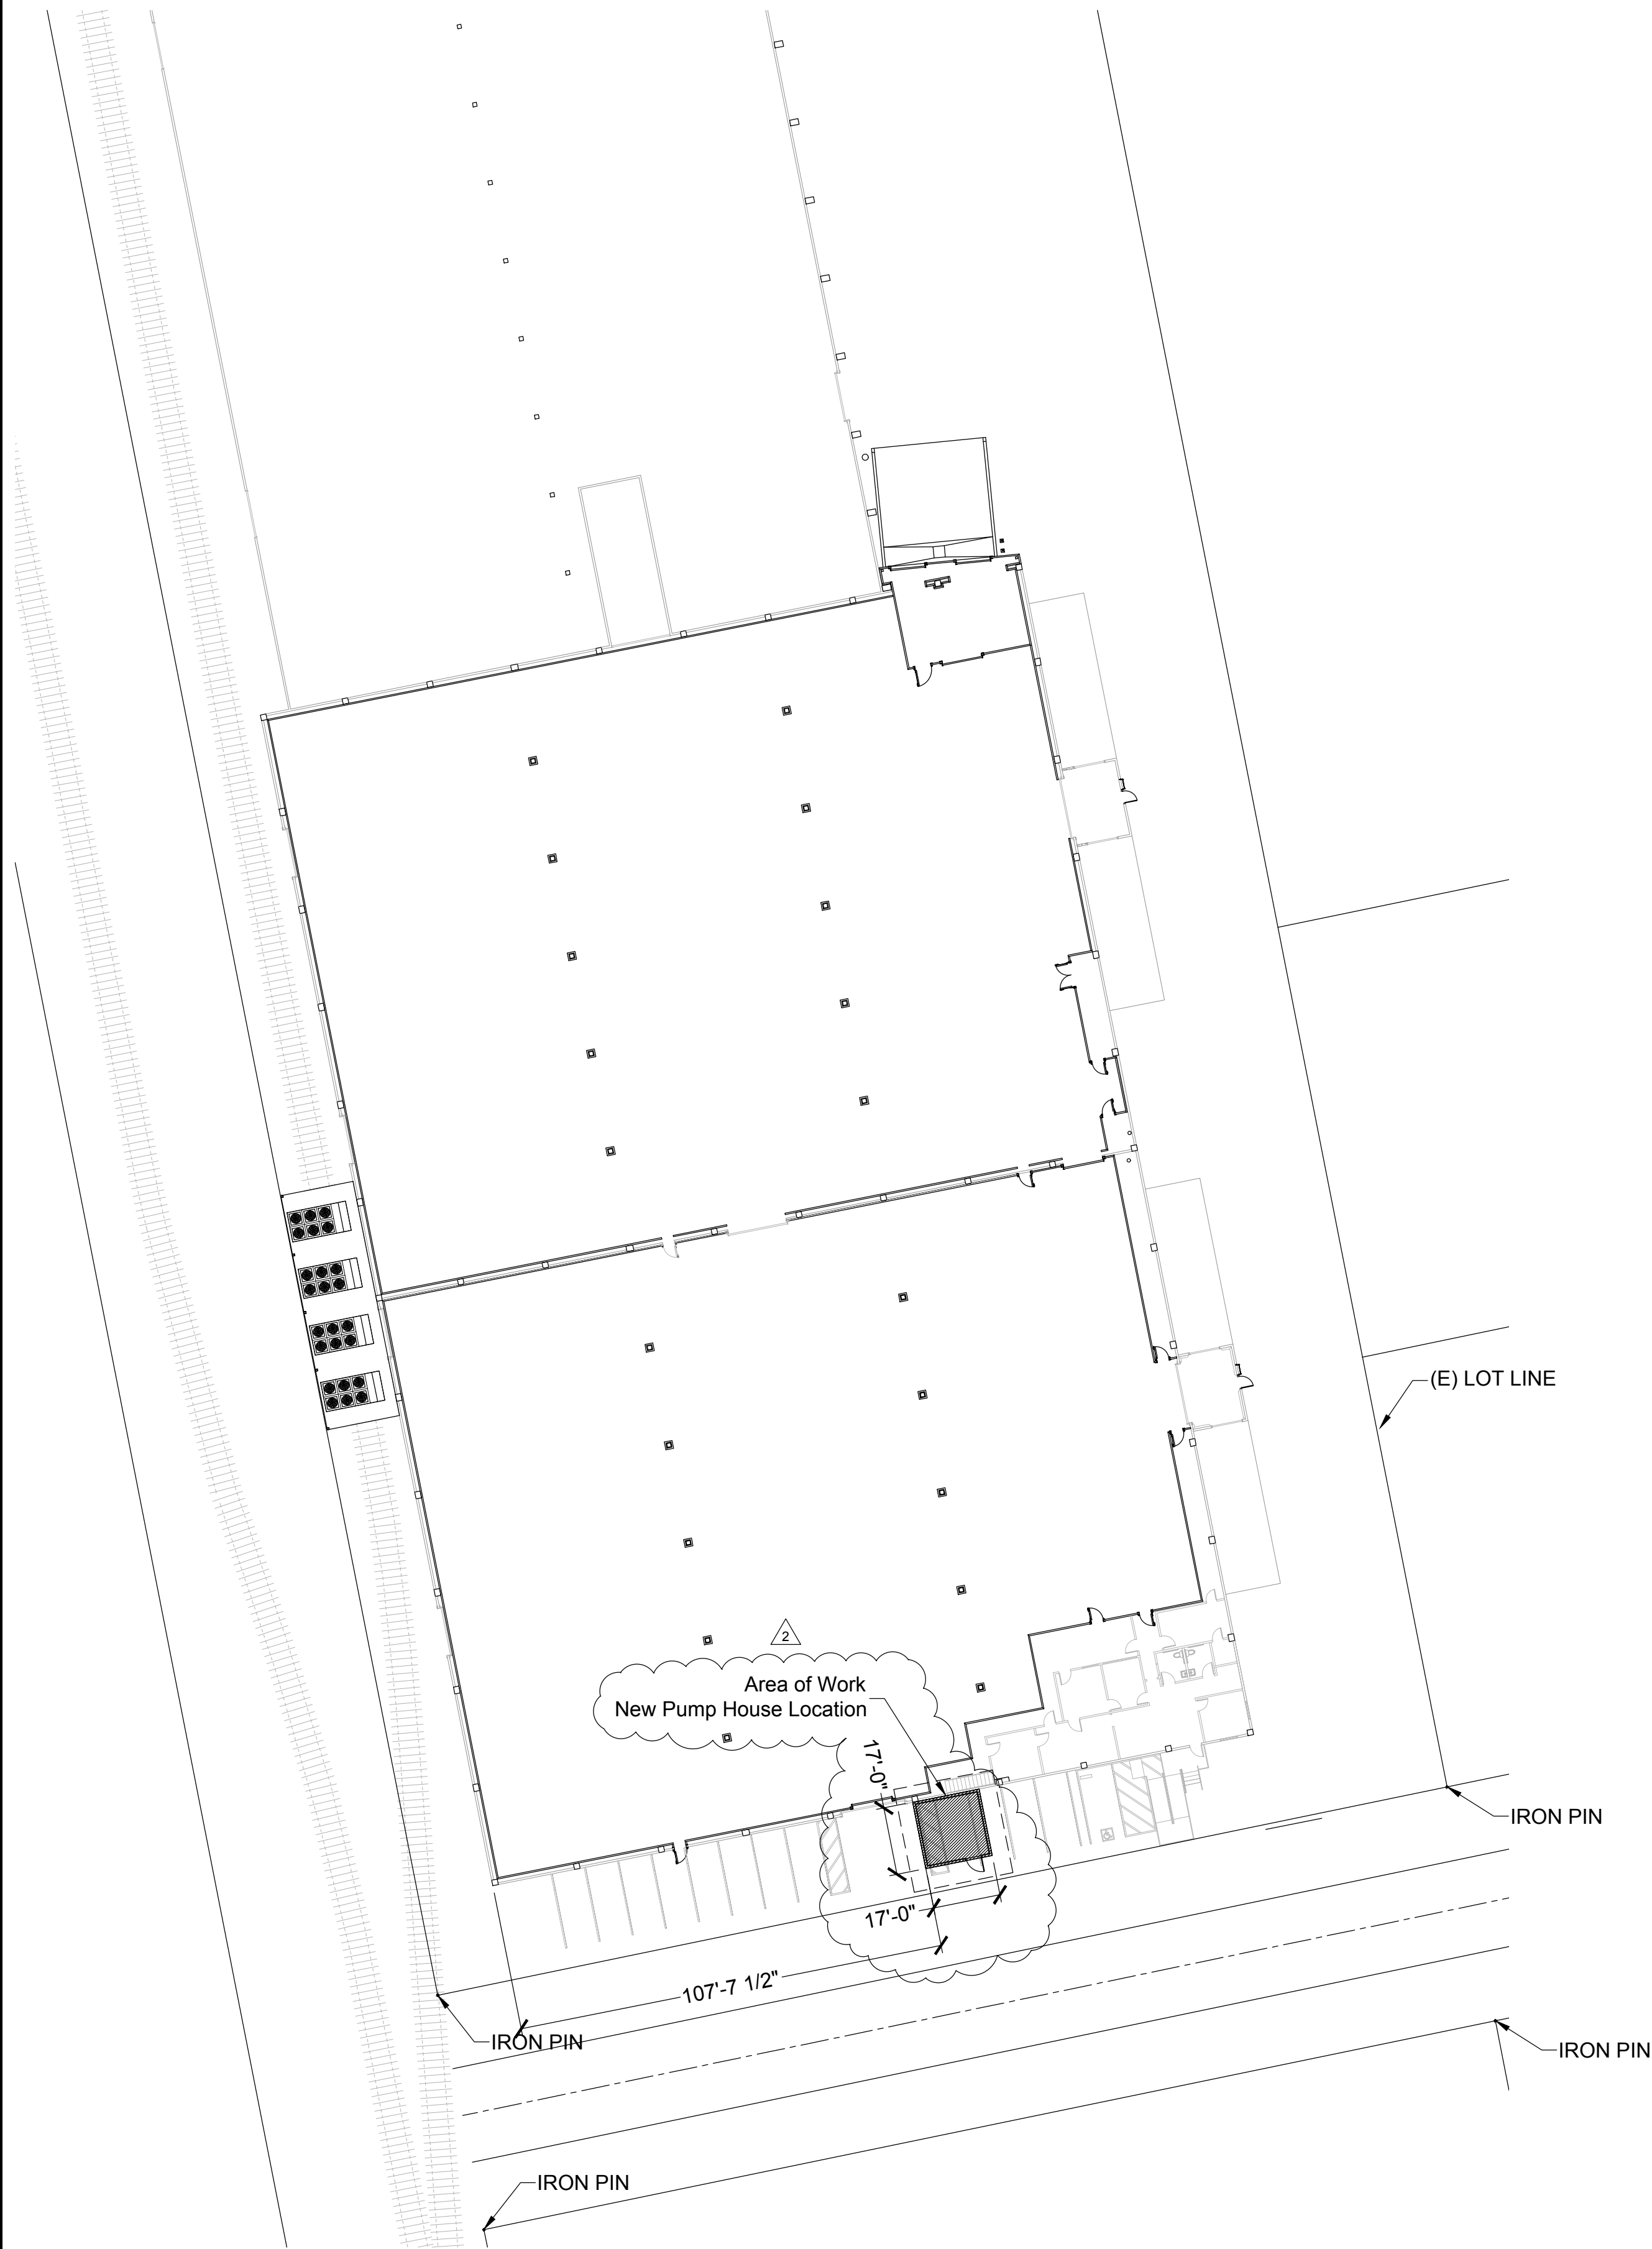 (E) LOT LINE
2
Area of Work
New Pump House Location
17'-0"
IRON PIN
17'-0"
107'-7 1/2"
IRON PIN
IRON PIN
IRON PIN